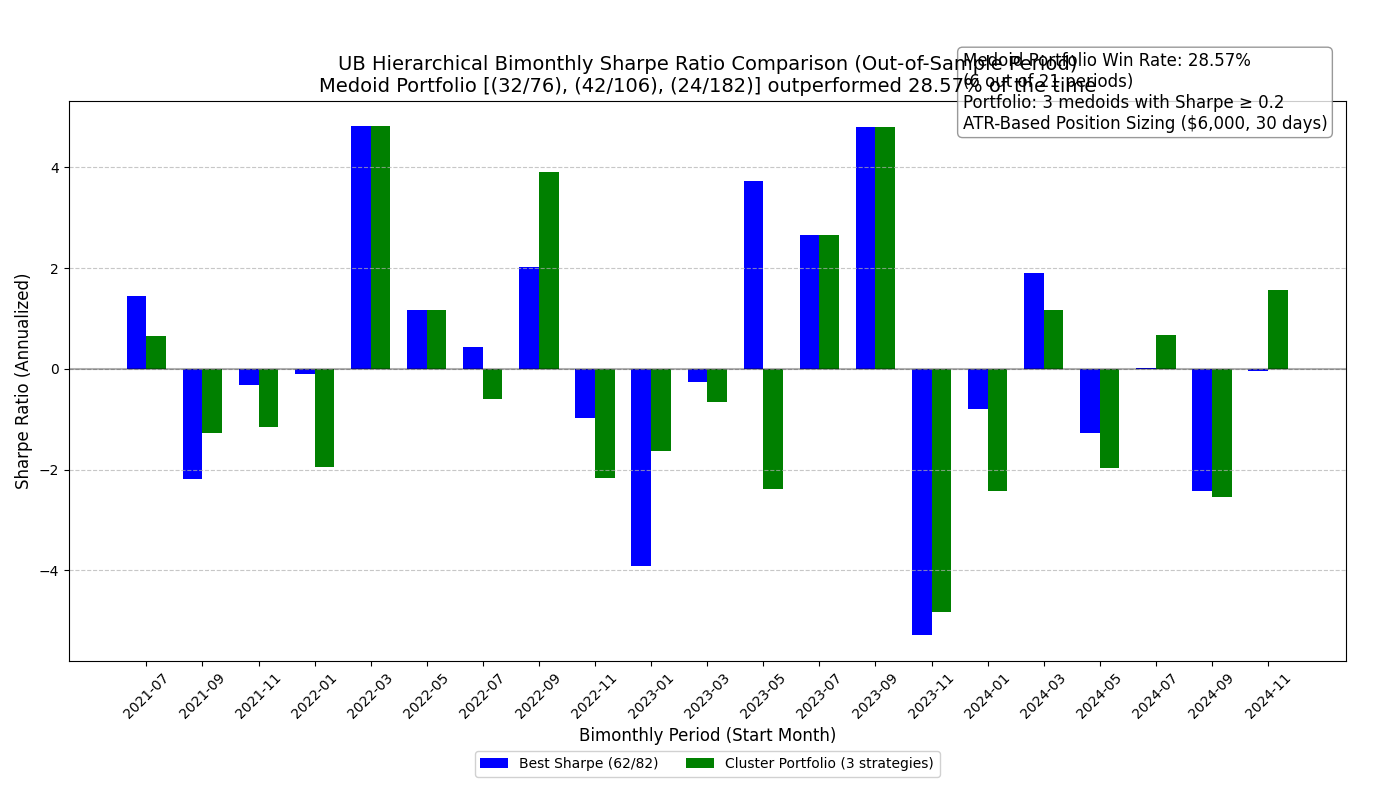 UB Hierarchical Bimonthly Sharpe Ratio Comparison (Out-of-Sample Period)
Medoid Portfolio [(32/76), (42/106), (24/182)] outperformed 28.57% of the time
Medoid Portfolio Win Rate: 28.57%
(6 out of 21 periods)
Portfolio: 3 medoids with Sharpe ≥ 0.2
ATR-Based Position Sizing ($6,000, 30 days)
Sharpe Ratio (Annualized)
4
2
0
−2
−4
2021-07
2021-09
2021-11
2022-01
2022-03
2022-05
2022-07
2022-09
2022-11
2023-01
2023-03
2023-05
2023-07
2023-09
2023-11
2024-01
2024-03
2024-05
2024-07
2024-09
2024-11
Bimonthly Period (Start Month)
Best Sharpe (62/82)
Cluster Portfolio (3 strategies)